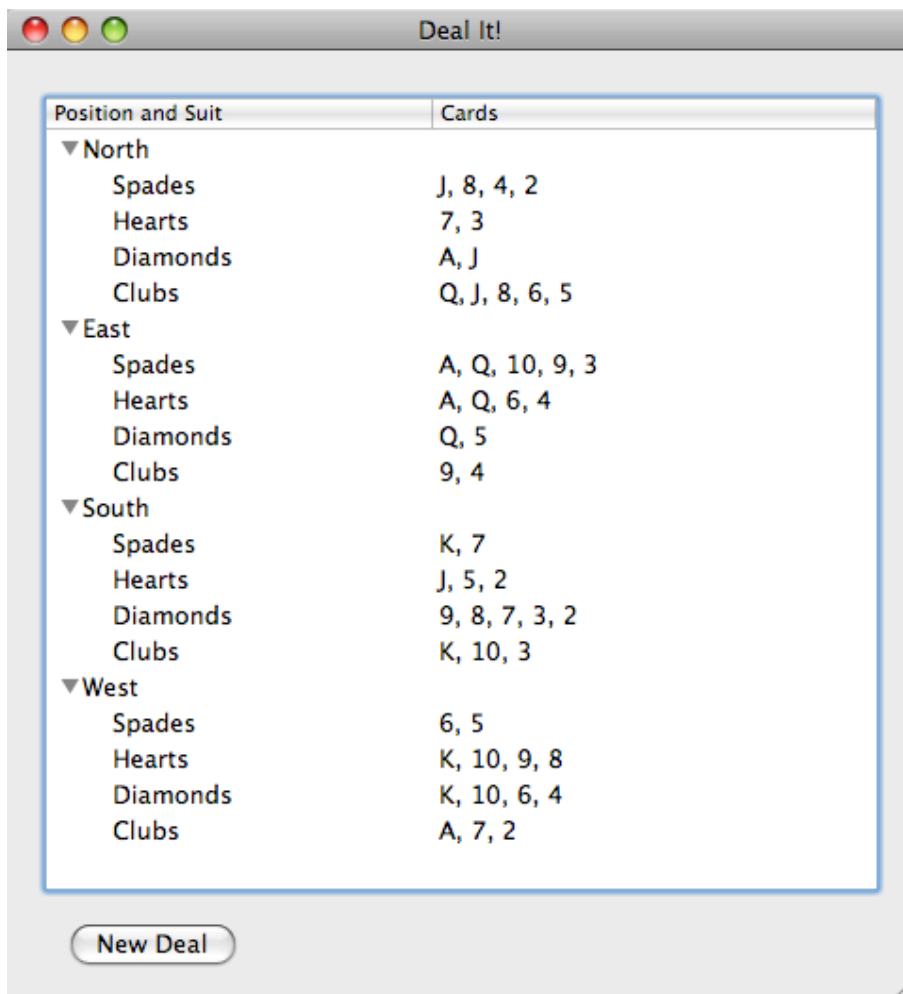 Deal It!
Position and Suit Cards
North
Spades J, 8, 4, 2
Hearts 7, 3
Diamonds A, J
Clubs Q, J, 8, 6, 5
East
Spades A, Q, 10, 9, 3
Hearts A, Q, 6, 4
Diamonds Q, 5
Clubs 9, 4
South
Spades K, 7
Hearts J, 5, 2
Diamonds 9, 8, 7, 3, 2
Clubs K, 10, 3
West
Spades 6, 5
Hearts K, 10, 9, 8
Diamonds K, 10, 6, 4
Clubs A, 7, 2
New Deal